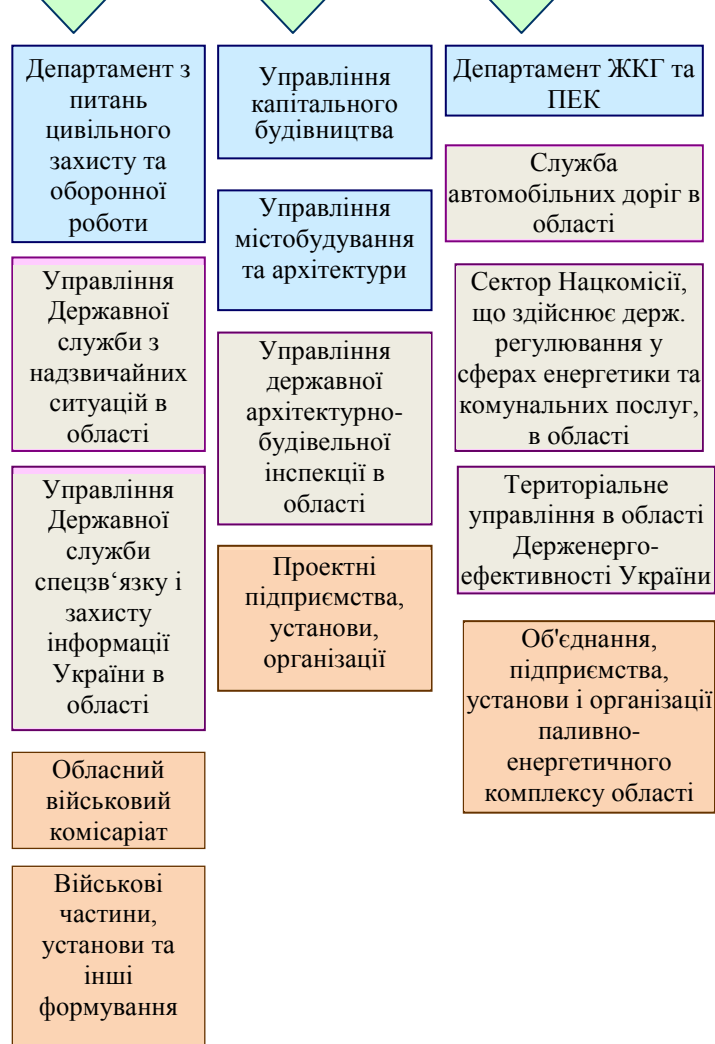 Департамент з
питань
цивільного
захисту та
оборонної
роботи
Управління
Державної
служби з
надзвичайних
ситуацій в
області
Управління
Державної
служби
спецзв‘язку і
захисту
інформації
України в
області
Обласний
військовий
комісаріат
Військові
частини,
установи та
інші
формування
Управління
капітального
будівництва
Управління
містобудування
та архітектури
Управління
державної
архітектурно-
будівельної
інспекції в
області
Проектні
підприємства,
установи,
організації
Департамент ЖКГ та
ПЕК
Служба
автомобільних доріг в
області
Сектор Нацкомісії,
що здійснює держ.
регулювання у
сферах енергетики та
комунальних послуг,
в області
Територіальне
управління в області
Держенерго-
ефективності України
Об'єднання,
підприємства,
установи і організації
паливно-
енергетичного
комплексу області